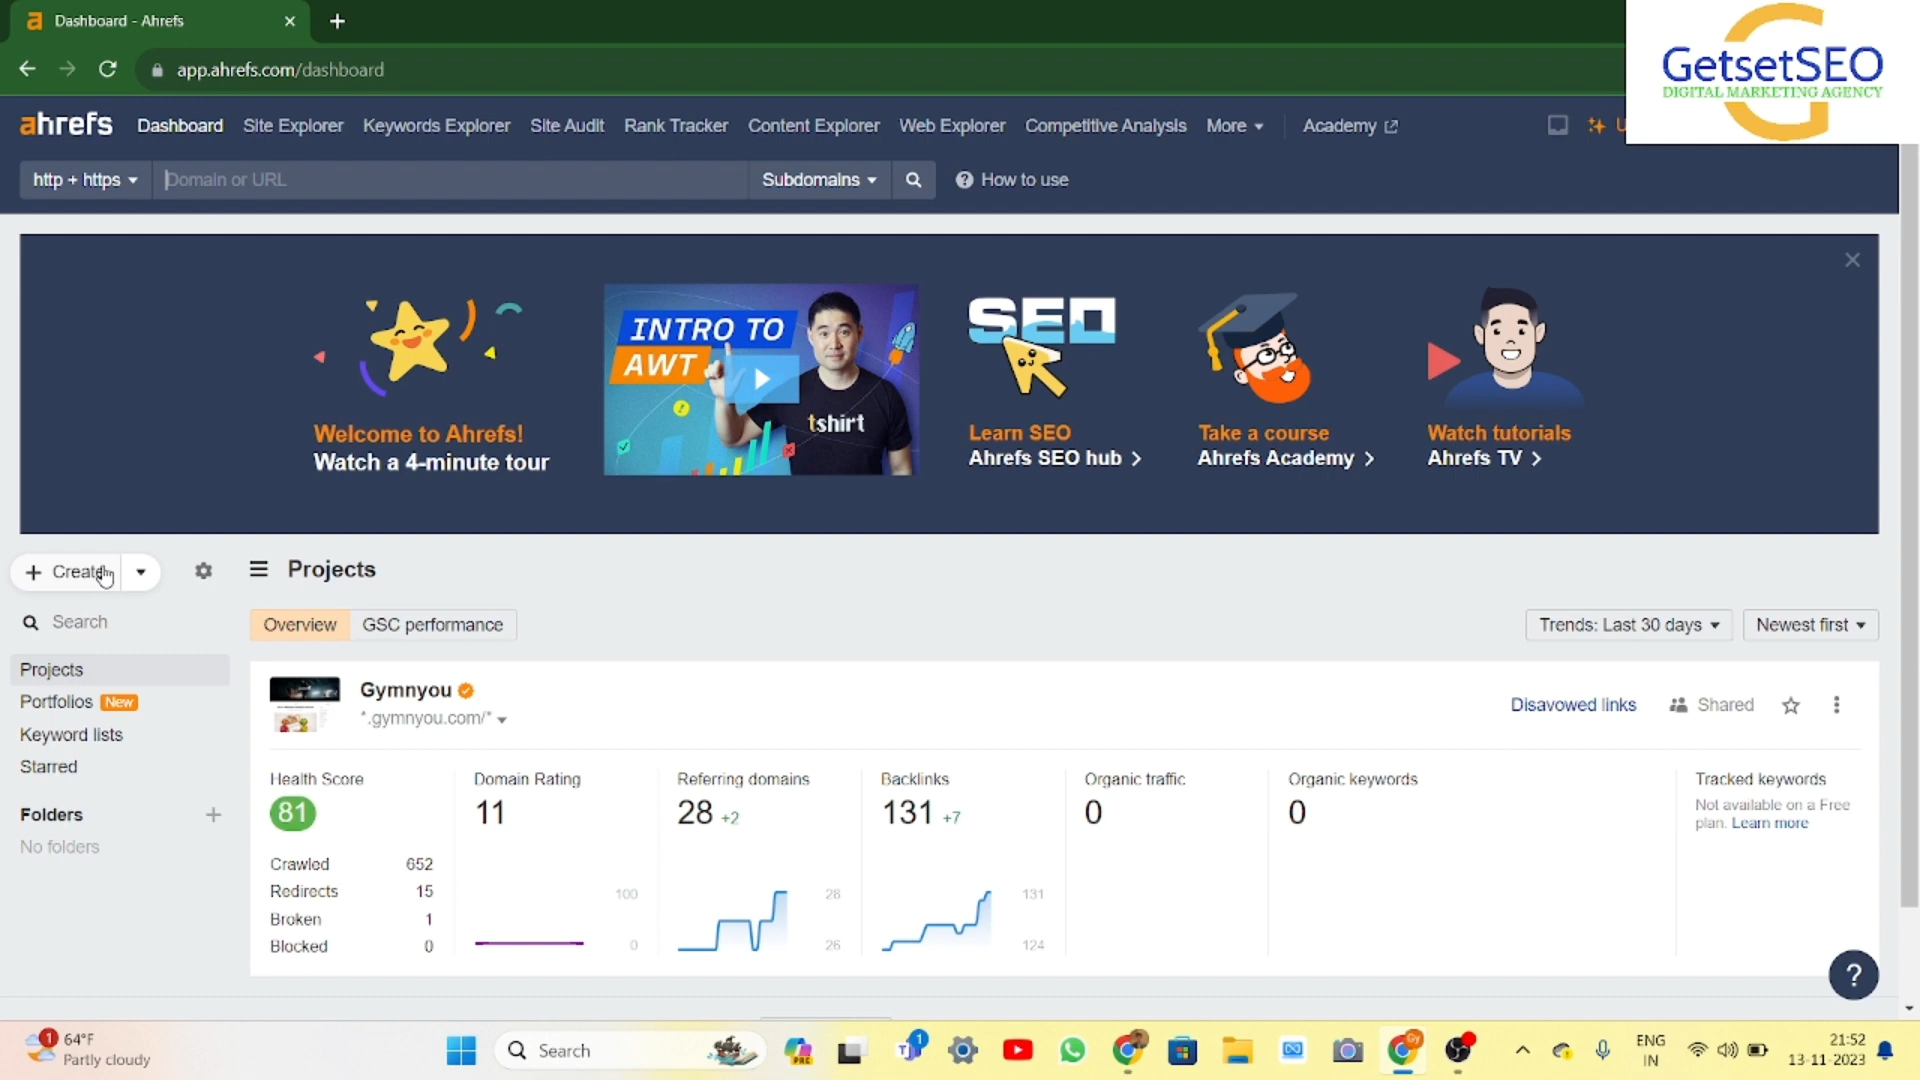 Dashboard - Ahrefs
app.ahrefs.com/dashboard
GetsetSEO
DIGITAL MARKETING AGENCY
ahrefs Dashboard Site Explorer Keywords Explorer Site Audit Rank Tracker Content Explorer Web Explorer Competitive Analysis More Academy U
http + https Domain or URL Subdomains How to use
INTRO TO
AWT
tshirt
SEO
Welcome to Ahrefs!
Watch a 4-minute tour
Learn SEO
Ahrefs SEO hub >
Take a course
Ahrefs Academy >
Watch tutorials
Ahrefs TV >
+ Create
Projects
Search
Overview GSC performance
Trends: Last 30 days Newest first
Projects
Portfolios New
Keyword lists
Starred
Folders +
No folders
Gymnyou
*.gymnyou.com/*
Disavowed links Shared
Health Score
81
Crawled 652
Redirects 15
Broken 1
Blocked 0
Domain Rating
11
100
0
Referring domains
28 +2
28
26
Backlinks
131 +7
131
124
Organic traffic
0
Organic keywords
0
Tracked keywords
Not available on a Free
plan. Learn more
?
1
64°F
Partly cloudy
Search
PRE
1
Gy
ENG
IN
21:52
13-11-2023